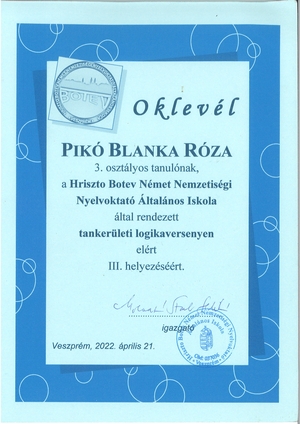 BOTEV
Oklevél
PIKÓ BLANKA RÓZA
3. osztályos tanulónak,
a Hriszto Botev Német Nemzetiségi
Nyelvoktató Általános Iskola
által rendezett
tankerületi logikaversenyen
elért
III. helyezéséért.
igazgató
Veszprém, 2022. április 21.